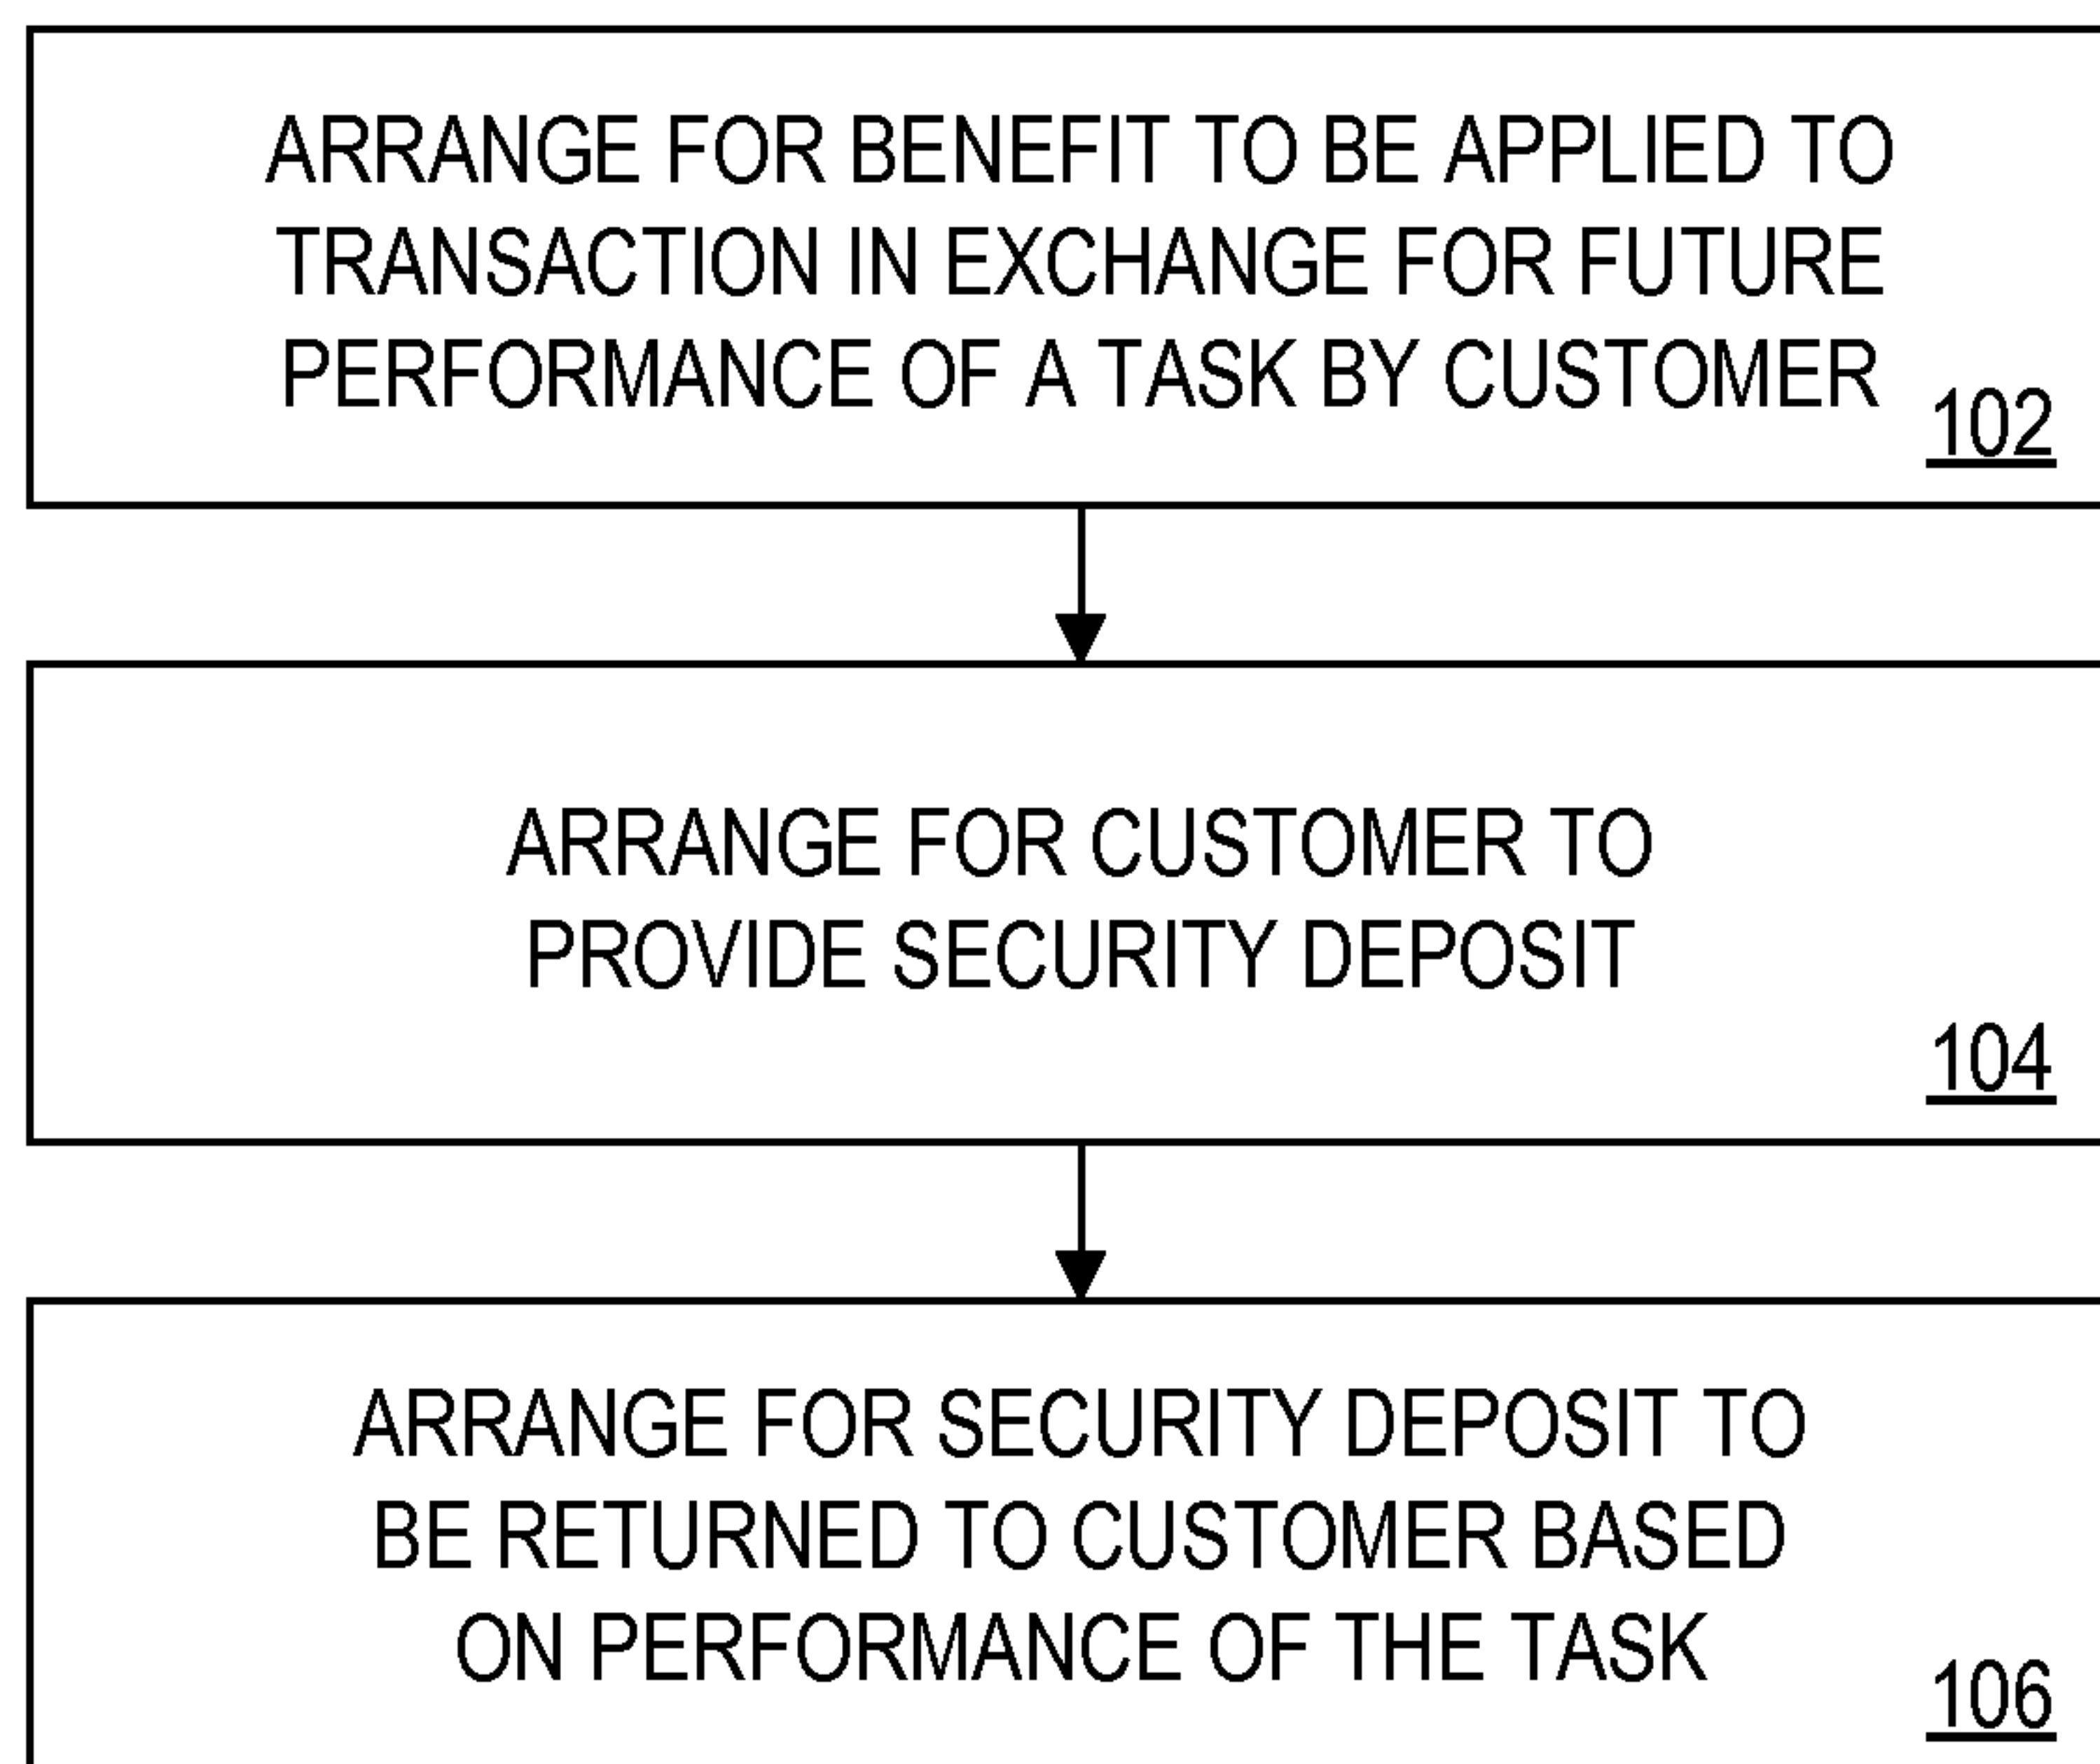 ARRANGE FOR BENEFIT TO BE APPLIED TO
TRANSACTION IN EXCHANGE FOR FUTURE
PERFORMANCE OF A TASK BY CUSTOMER
102
ARRANGE FOR CUSTOMER TO
PROVIDE SECURITY DEPOSIT
104
ARRANGE FOR SECURITY DEPOSIT TO
BE RETURNED TO CUSTOMER BASED
ON PERFORMANCE OF THE TASK
106